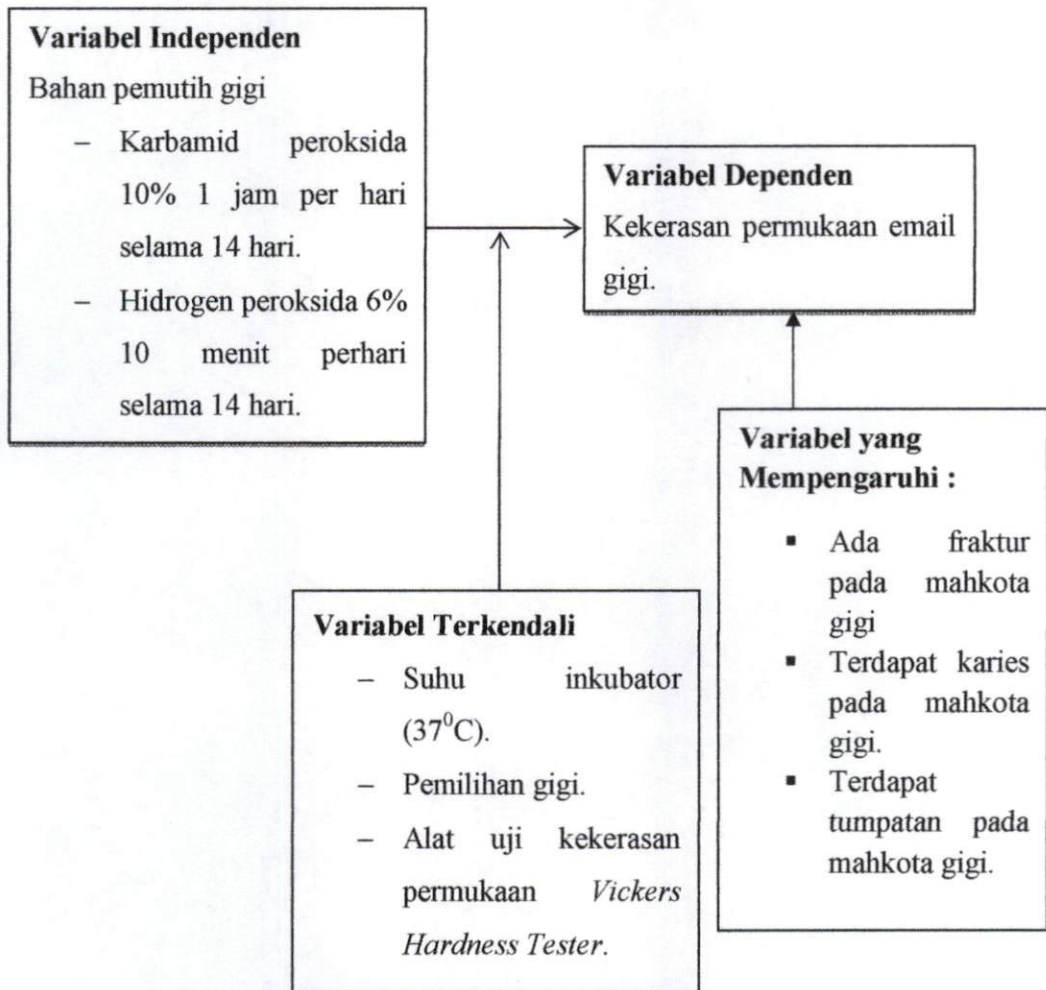 Variabel Independen
Bahan pemutih gigi
– Karbamid peroksida
10% 1 jam per hari
selama 14 hari.
– Hidrogen peroksida 6%
10 menit perhari
selama 14 hari.
Variabel Dependen
Kekerasan permukaan email
gigi.
Variabel Terkendali
– Suhu inkubator
(37⁰C).
– Pemilihan gigi.
– Alat uji kekerasan
permukaan Vickers
Hardness Tester.
Variabel yang
Mempengaruhi :
▪ Ada fraktur
pada mahkota
gigi
▪ Terdapat karies
pada mahkota
gigi.
▪ Terdapat
tumpatan pada
mahkota gigi.